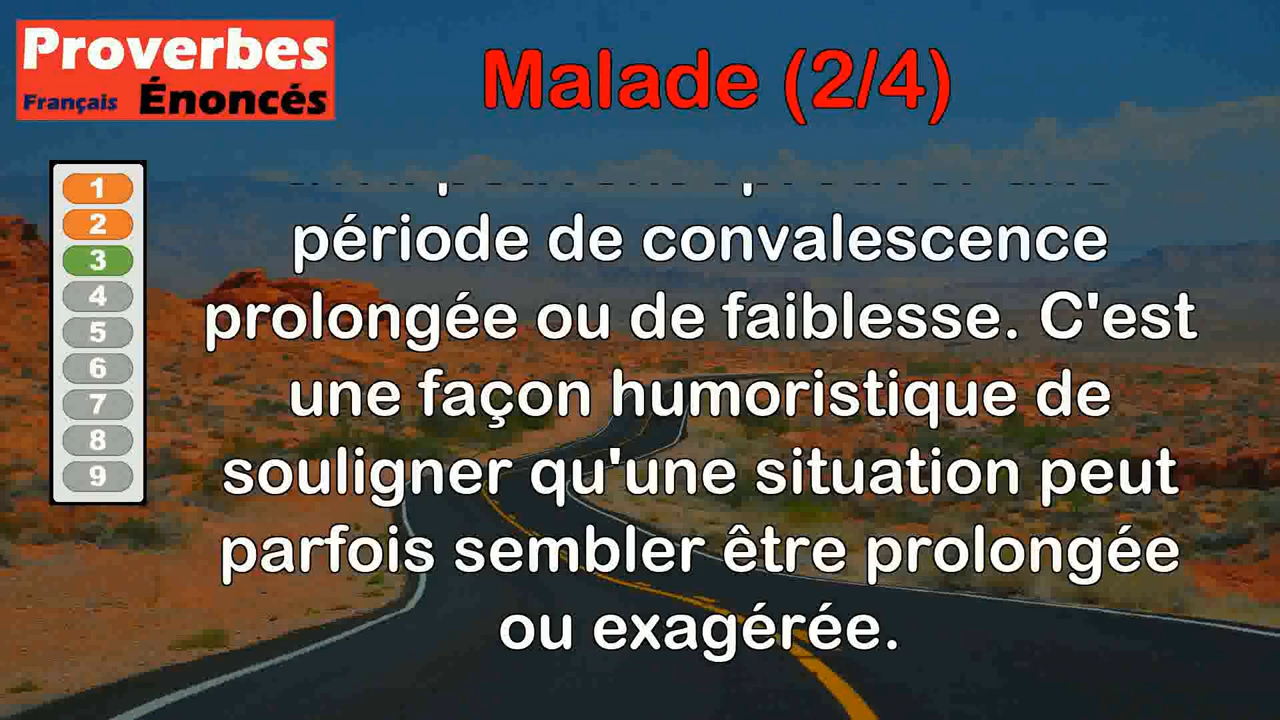 Proverbes
Français Énoncés
Malade (2/4)
1
2
3
4
5
6
7
8
9
période de convalescence
prolongée ou de faiblesse. C'est
une façon humoristique de
souligner qu'une situation peut
parfois sembler être prolongée
ou exagérée.